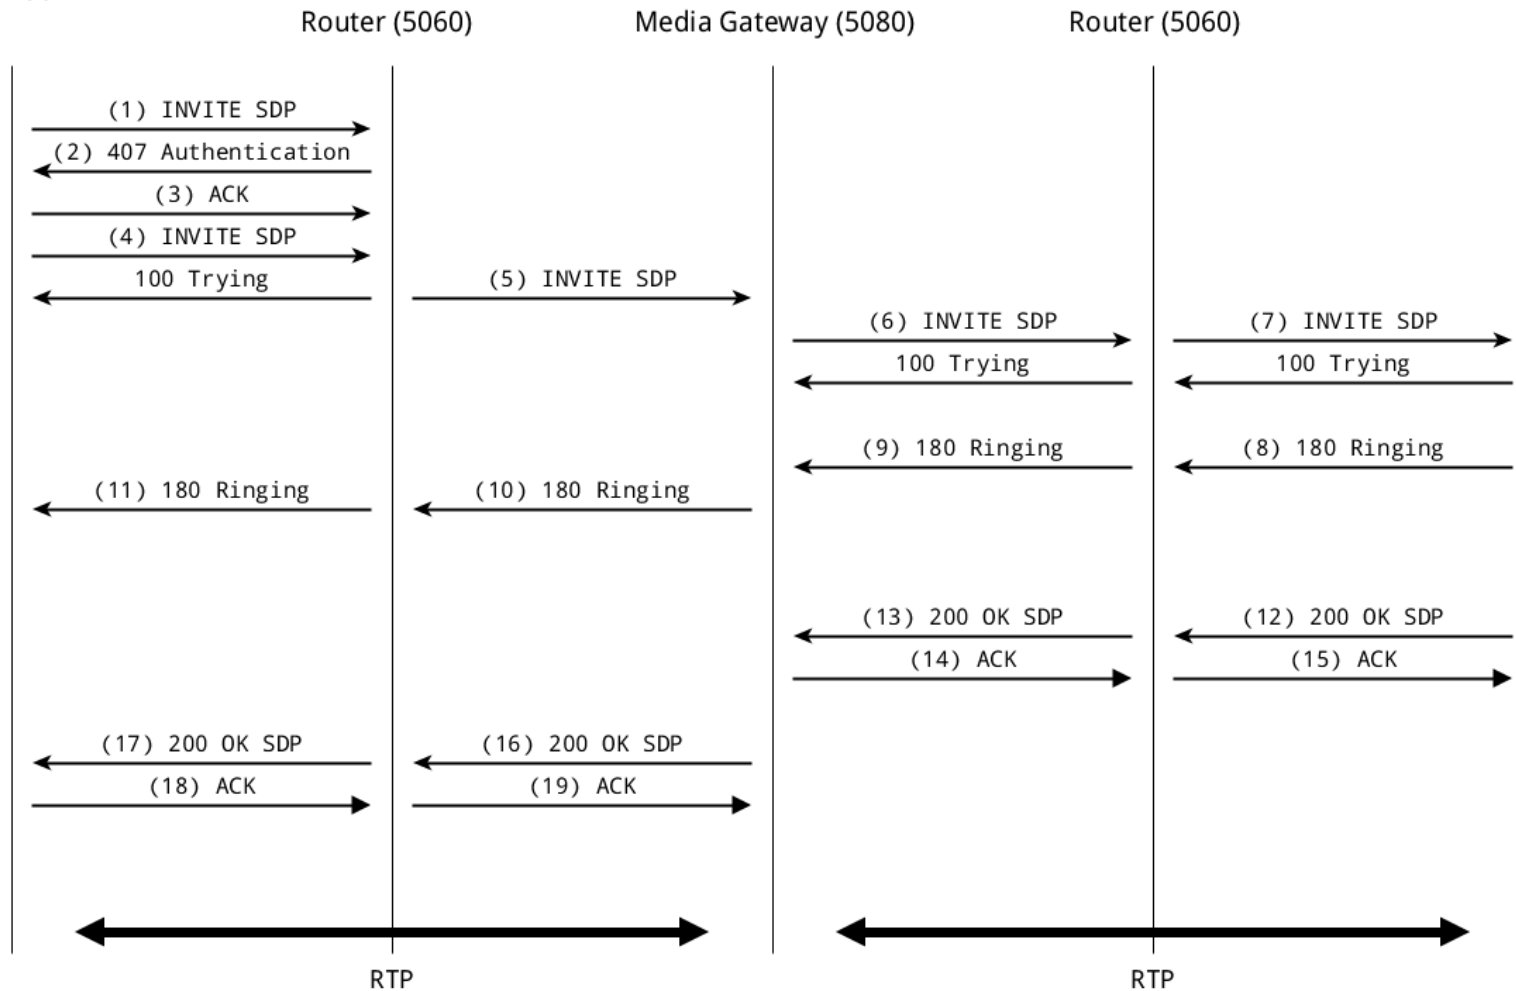 Router (5060) Media Gateway (5080) Router (5060)
(1) INVITE SDP
(2) 407 Authentication
(3) ACK
(4) INVITE SDP
100 Trying (5) INVITE SDP
(6) INVITE SDP (7) INVITE SDP
100 Trying 100 Trying
(9) 180 Ringing (8) 180 Ringing
(11) 180 Ringing (10) 180 Ringing
(13) 200 OK SDP (12) 200 OK SDP
(14) ACK (15) ACK
(17) 200 OK SDP (16) 200 OK SDP
(18) ACK (19) ACK
RTP RTP